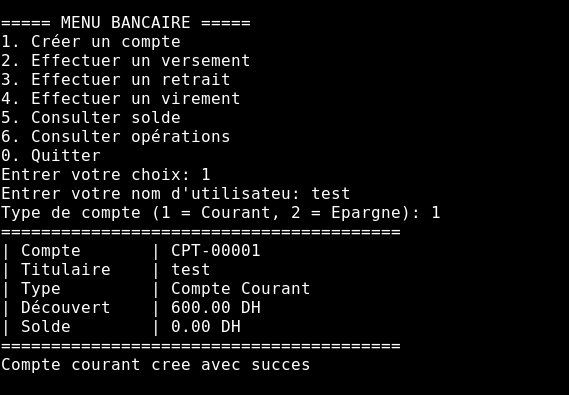 ===== MENU BANCAIRE =====
1. Créer un compte
2. Effectuer un versement
3. Effectuer un retrait
4. Effectuer un virement
5. Consulter solde
6. Consulter opérations
0. Quitter
Entrer votre choix: 1
Entrer votre nom d'utilisateu: test
Type de compte (1 = Courant, 2 = Epargne): 1
========================================
| Compte       | CPT-00001
| Titulaire    | test
| Type         | Compte Courant
| Découvert    | 600.00 DH
| Solde        | 0.00 DH
========================================
Compte courant cree avec succes